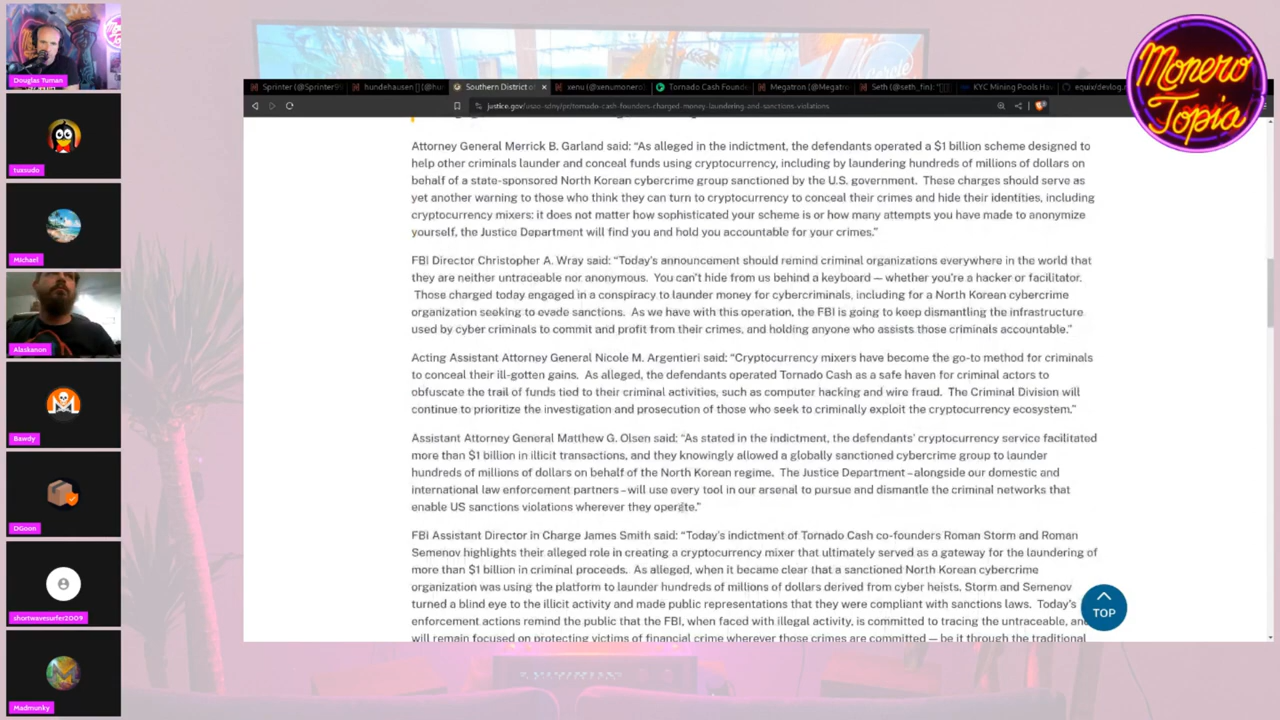 Douglas Tuman
tuxsudo
Michael
Alaskanon
Bawdy
DGoon
shortwavesurfer2009
Madmunky
Monero
Topia
Sprinter (@Sprinter
hundehausen [] (@hun
Southern District o
xenu (@xenumonero
Tornado Cash Found
Megatron (@Megatro
Seth (@seth_fin): "[
KYC Mining Pools Ha
equix/devlog.m
justice.gov/usao-sdny/pr/tornado-cash-founders-charged-money-laundering-and-sanctions-violations
Attorney General Merrick B. Garland said: “As alleged in the indictment, the defendants operated a $1 billion scheme designed to
help other criminals launder and conceal funds using cryptocurrency, including by laundering hundreds of millions of dollars on
behalf of a state-sponsored North Korean cybercrime group sanctioned by the U.S. government.  These charges should serve as
yet another warning to those who think they can turn to cryptocurrency to conceal their crimes and hide their identities, including
cryptocurrency mixers: it does not matter how sophisticated your scheme is or how many attempts you have made to anonymize
yourself, the Justice Department will find you and hold you accountable for your crimes.”
FBI Director Christopher A. Wray said: “Today’s announcement should remind criminal organizations everywhere in the world that
they are neither untraceable nor anonymous.  You can’t hide from us behind a keyboard — whether you’re a hacker or facilitator.
Those charged today engaged in a conspiracy to launder money for cybercriminals, including for a North Korean cybercrime
organization seeking to evade sanctions.  As we have with this operation, the FBI is going to keep dismantling the infrastructure
used by cyber criminals to commit and profit from their crimes, and holding anyone who assists those criminals accountable.”
Acting Assistant Attorney General Nicole M. Argentieri said: “Cryptocurrency mixers have become the go-to method for criminals
to conceal their ill-gotten gains.  As alleged, the defendants operated Tornado Cash as a safe haven for criminal actors to
obfuscate the trail of funds tied to their criminal activities, such as computer hacking and wire fraud.  The Criminal Division will
continue to prioritize the investigation and prosecution of those who seek to criminally exploit the cryptocurrency ecosystem.”
Assistant Attorney General Matthew G. Olsen said: “As stated in the indictment, the defendants’ cryptocurrency service facilitated
more than $1 billion in illicit transactions, and they knowingly allowed a globally sanctioned cybercrime group to launder
hundreds of millions of dollars on behalf of the North Korean regime.  The Justice Department – alongside our domestic and
international law enforcement partners – will use every tool in our arsenal to pursue and dismantle the criminal networks that
enable US sanctions violations wherever they operate.”
FBI Assistant Director in Charge James Smith said: “Today’s indictment of Tornado Cash co-founders Roman Storm and Roman
Semenov highlights their alleged role in creating a cryptocurrency mixer that ultimately served as a gateway for the laundering of
more than $1 billion in criminal proceeds.  As alleged, when it became clear that a sanctioned North Korean cybercrime
organization was using the platform to launder hundreds of millions of dollars derived from cyber heists, Storm and Semenov
turned a blind eye to the illicit activity and made public representations that they were compliant with sanctions laws.  Today’s
enforcement actions remind the public that the FBI, when faced with illegal activity, is committed to tracing the untraceable, and
will remain focused on protecting victims of financial crime wherever those crimes are committed — be it through the traditional
TOP